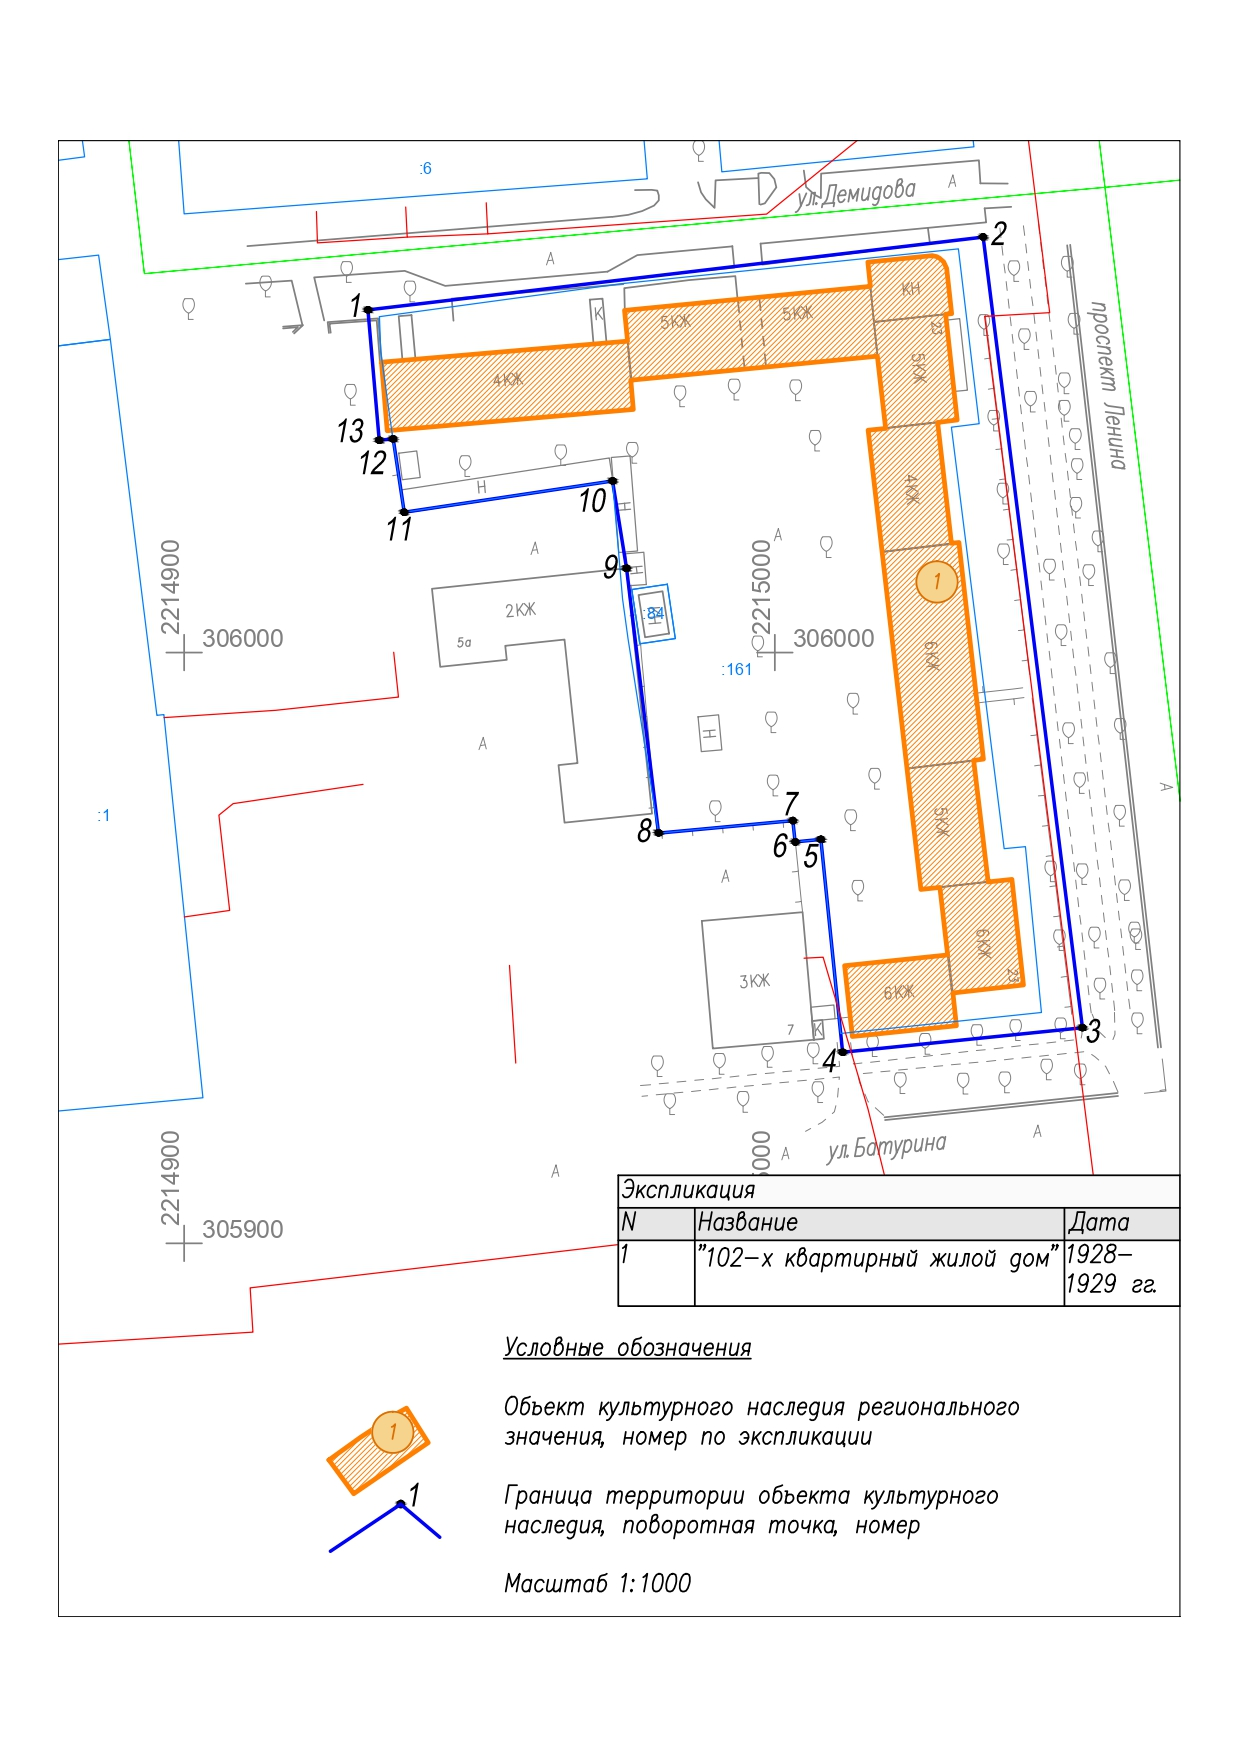 :6
ул.Демидова
А
А
2
1
К
5КЖ
5КЖ
КН
23
5КЖ
проспект Ленина
4КЖ
13
12
Н
10
11
Н
4КЖ
А
А
9
Н
1
2214900
2215000
2КЖ
5а
:84
Н
306000
306000
6КЖ
:161
А
Н
А
:1
7
8
6
5
5КЖ
А
6КЖ
3КЖ
6КЖ
23
7
К
3
4
ул.Батурина
А
А
А
2214900
5000
305900
Экспликация
N Название Дата
1 "102-х квартирный жилой дом" 1928-
1929 гг.
Условные обозначения
Объект культурного наследия регионального
значения, номер по экспликации
1
Граница территории объекта культурного
наследия, поворотная точка, номер
1
Масштаб 1:1000